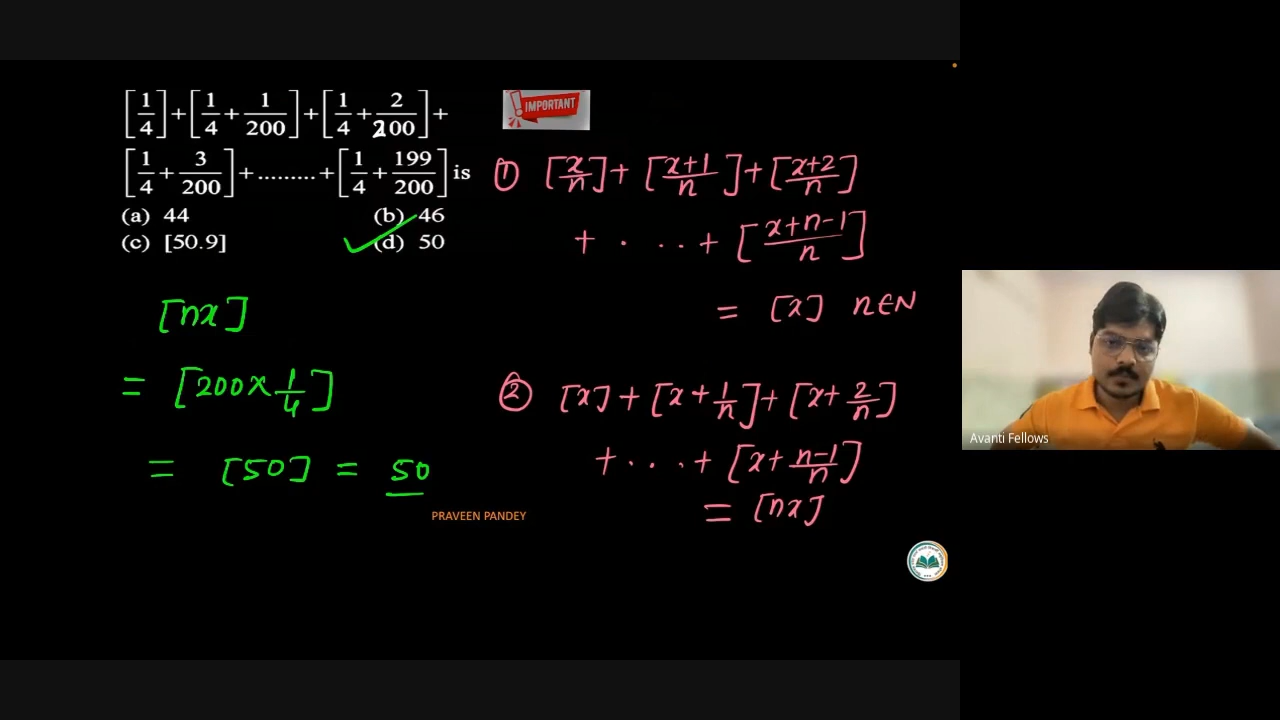 [1/4]+[1/4+1/200]+[1/4+2/200]+
[1/4+3/200]+.........+[1/4+199/200] is
(a) 44 (b) 46
(c) [50.9] (d) 50
[nx]
= [200×1/4]
= [50] = 50
PRAVEEN PANDEY
IMPORTANT
① [x/n]+ [x+1/n]+[x+2/n]
+ . . . + [x+n-1/n]
= [x] n∈N
② [x]+[x+1/n]+[x+2/n]
+ . . . + [x+n-1/n]
= [nx]
Avanti Fellows